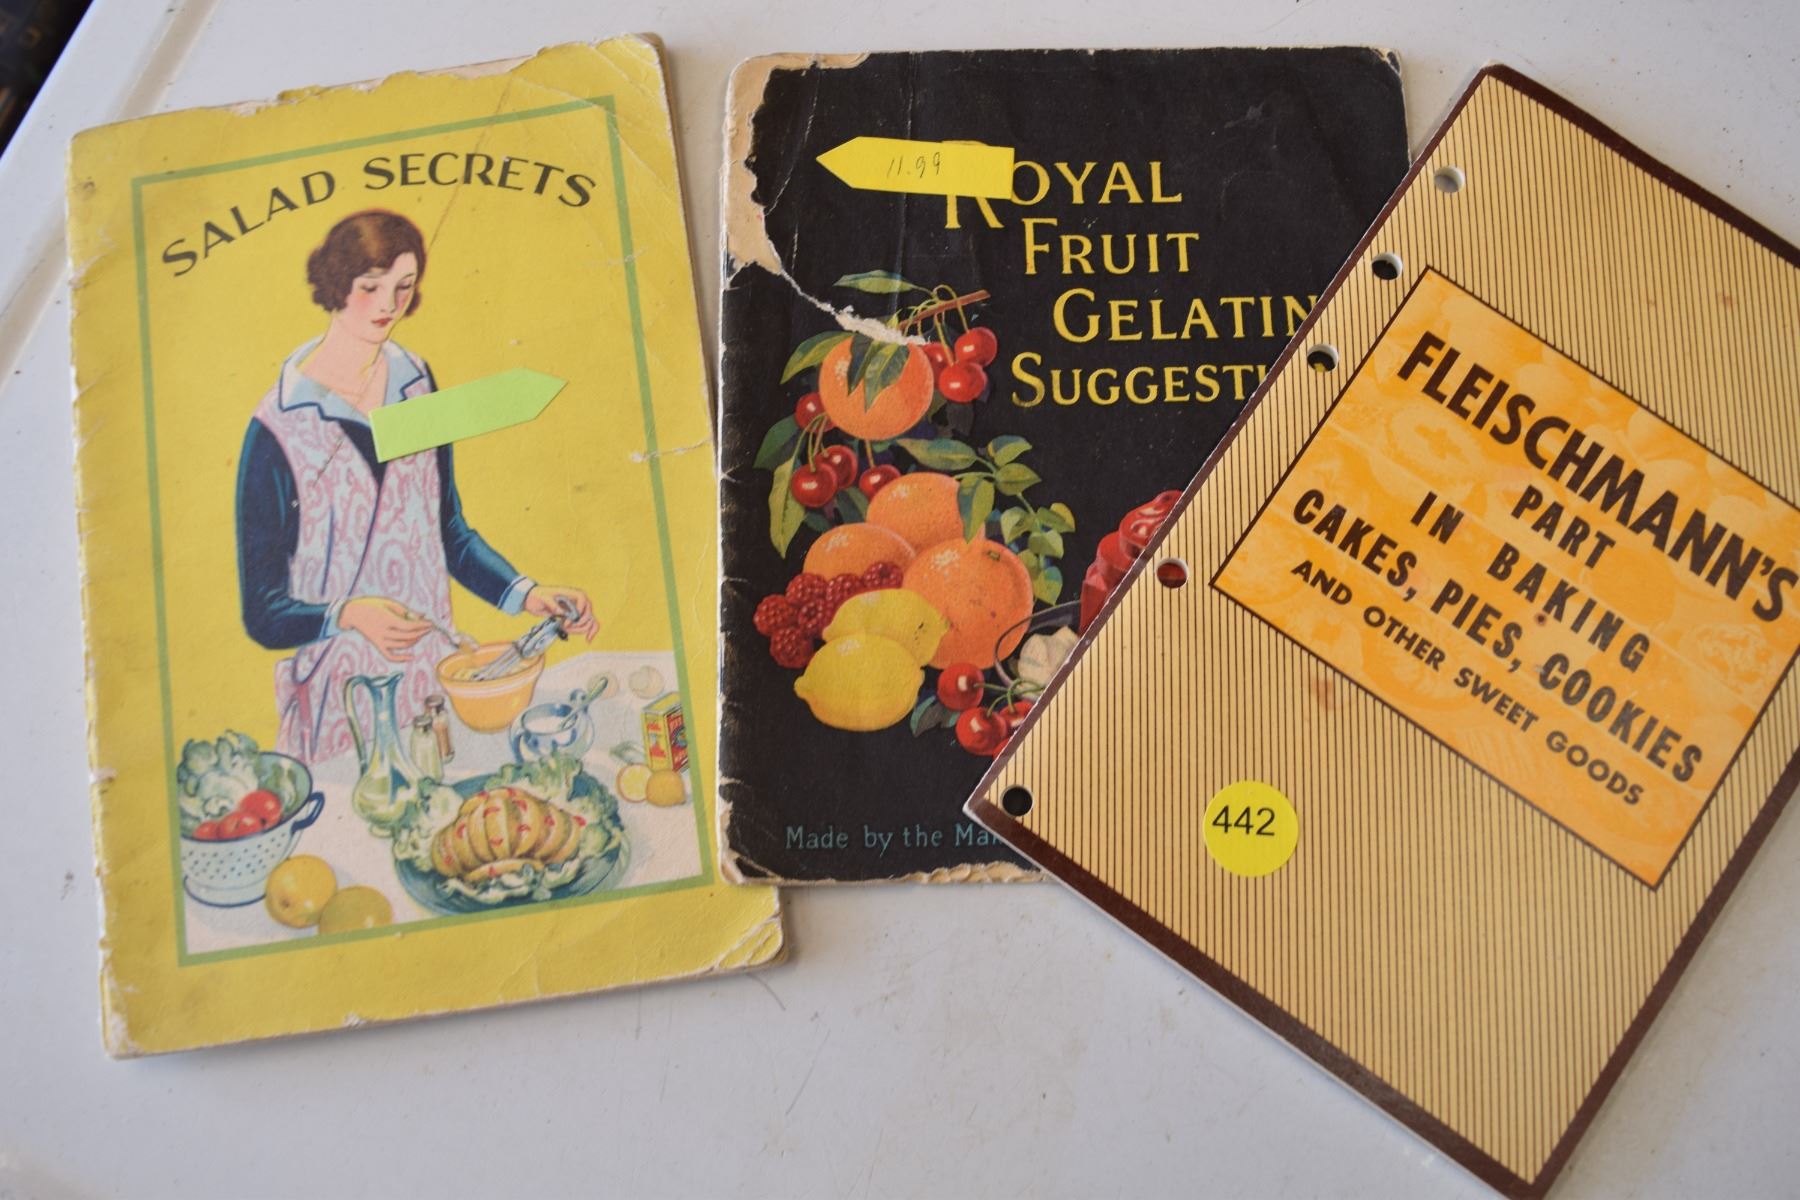 SALAD SECRETS
11.99
ROYAL
FRUIT
GELATIN
SUGGEST
Made by the Ma
FLEISCHMANN'S
PART
IN BAKING
CAKES, PIES, COOKIES
AND OTHER SWEET GOODS
442